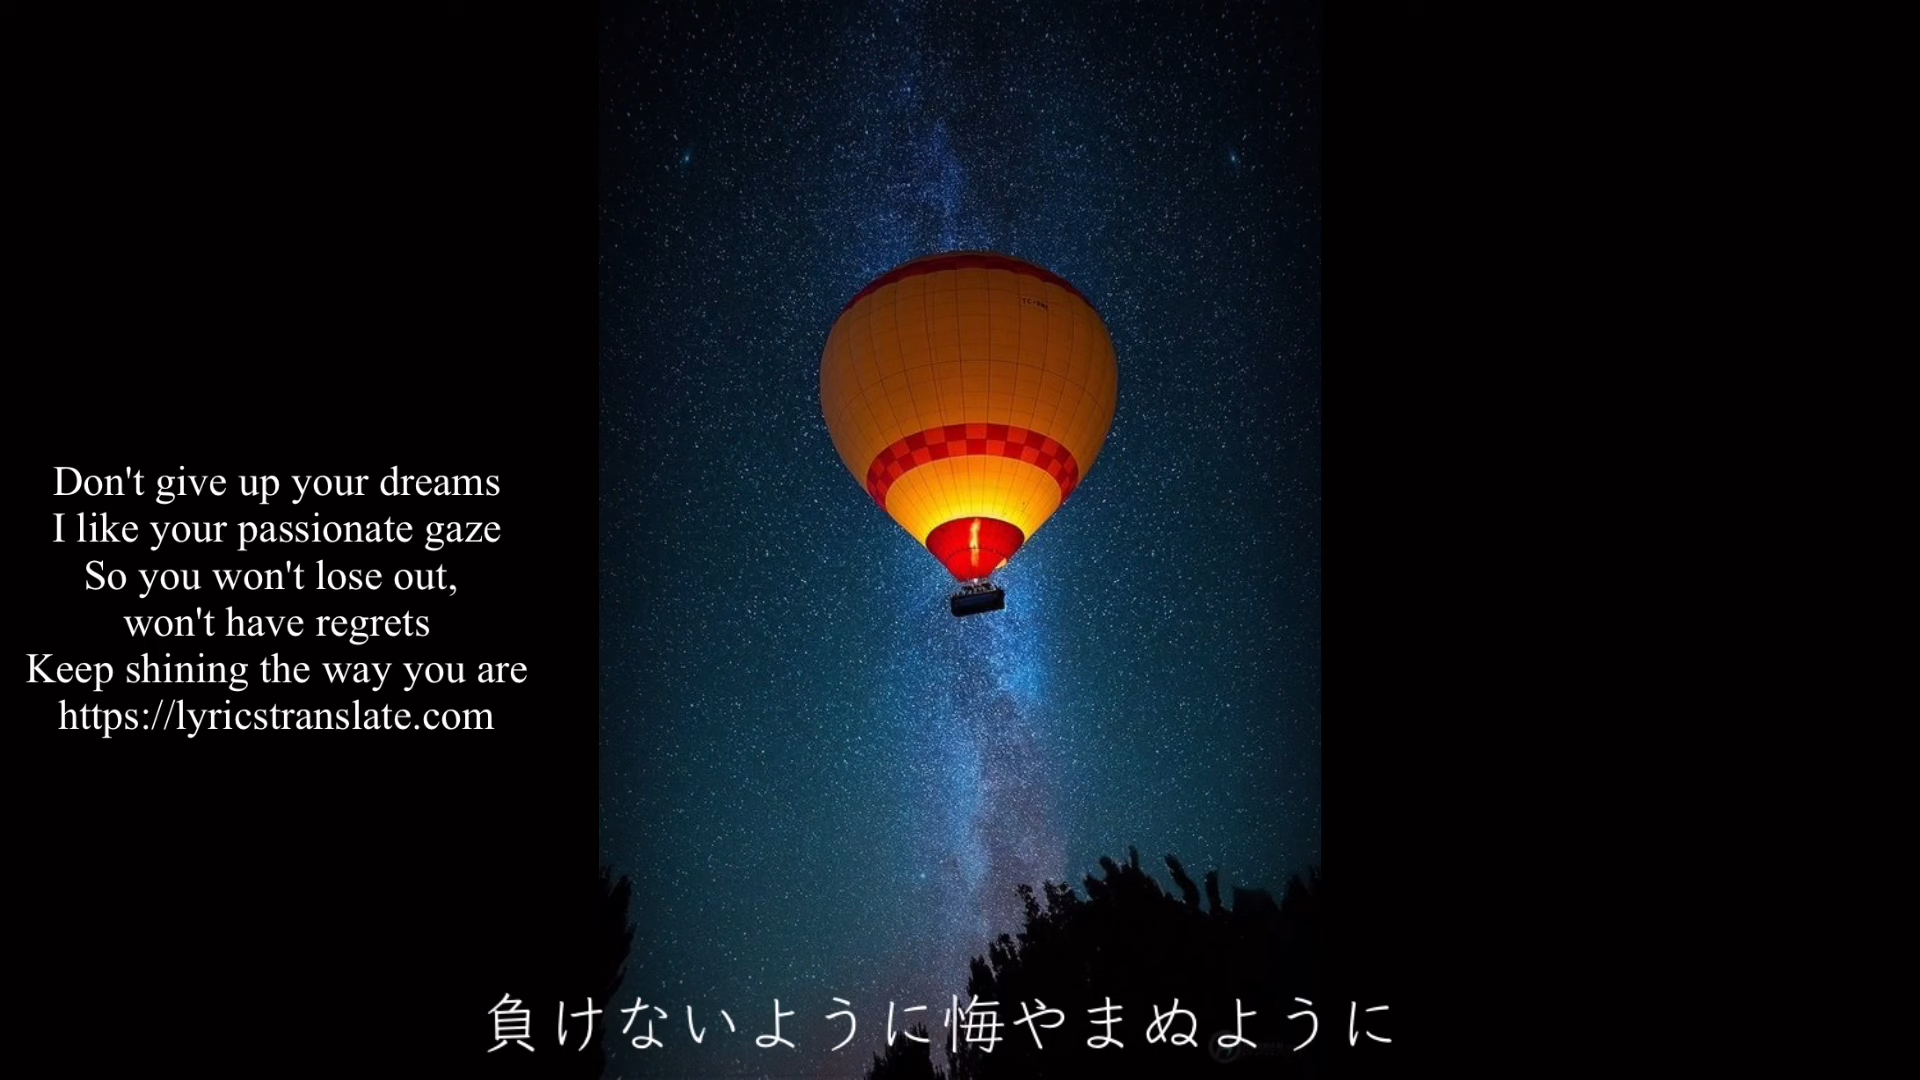 Don't give up your dreams
I like your passionate gaze
So you won't lose out,
won't have regrets
Keep shining the way you are
https://lyricstranslate.com
負けないように悔やまぬように